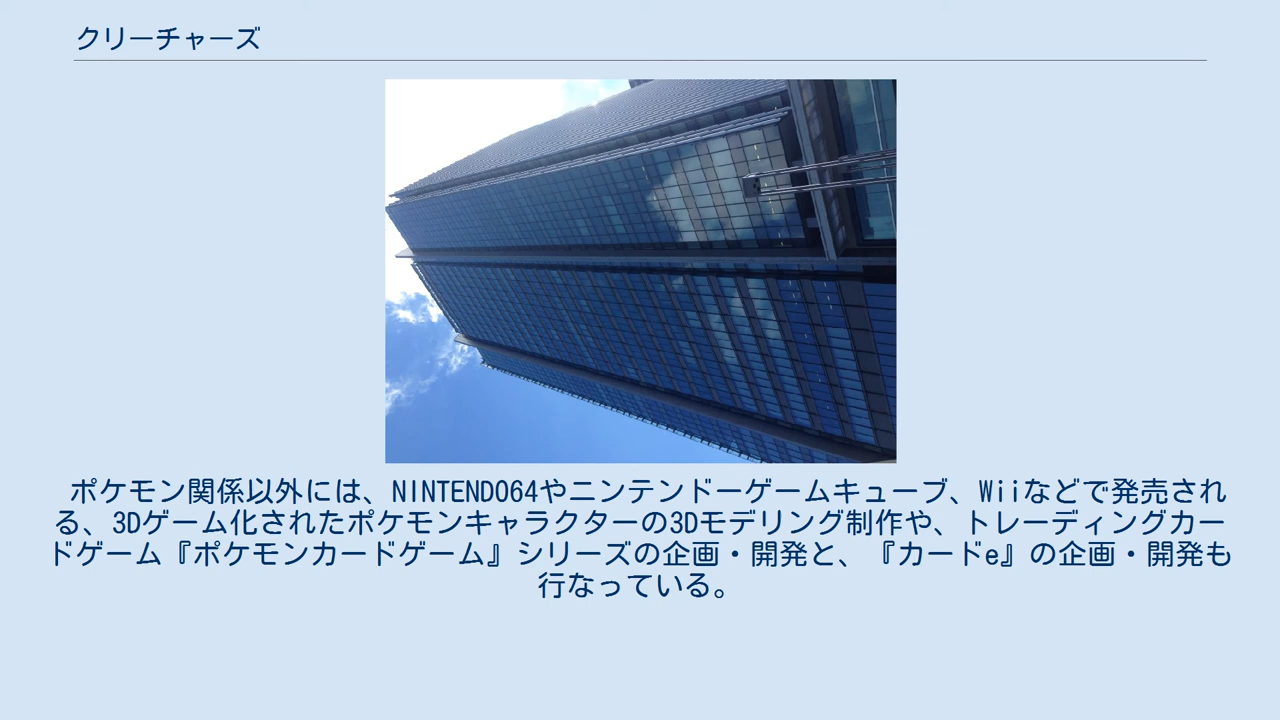 クリーチャーズ
ポケモン関係以外には、NINTENDO64やニンテンドーゲームキューブ、Wiiなどで発売され
る、3Dゲーム化されたポケモンキャラクターの3Dモデリング制作や、トレーディングカー
ドゲーム『ポケモンカードゲーム』シリーズの企画・開発と、『カードe』の企画・開発も
行なっている。